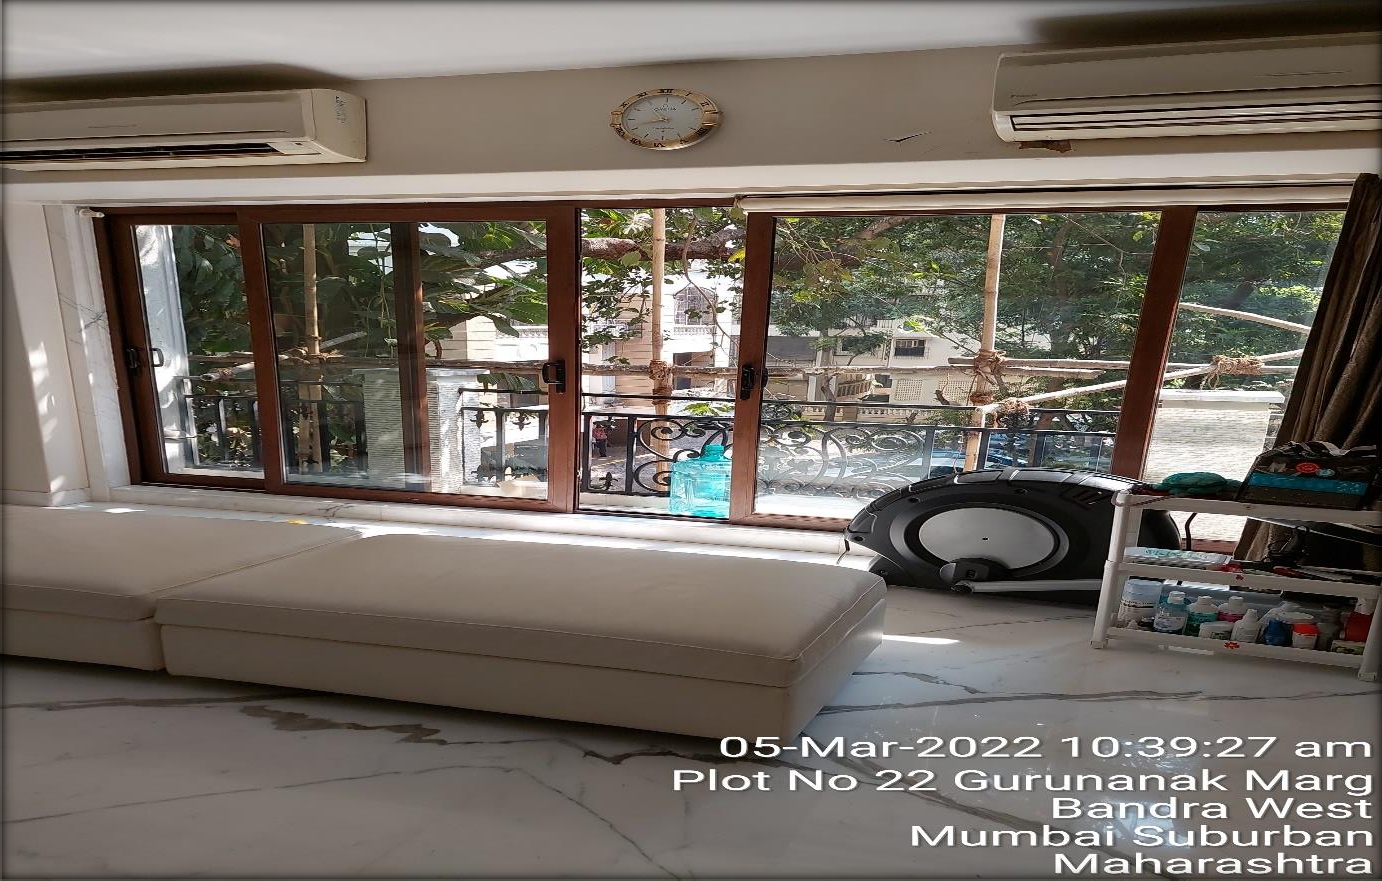 05-Mar-2022 10:39:27 am
Plot No 22 Gurunanak Marg
Bandra West
Mumbai Suburban
Maharashtra